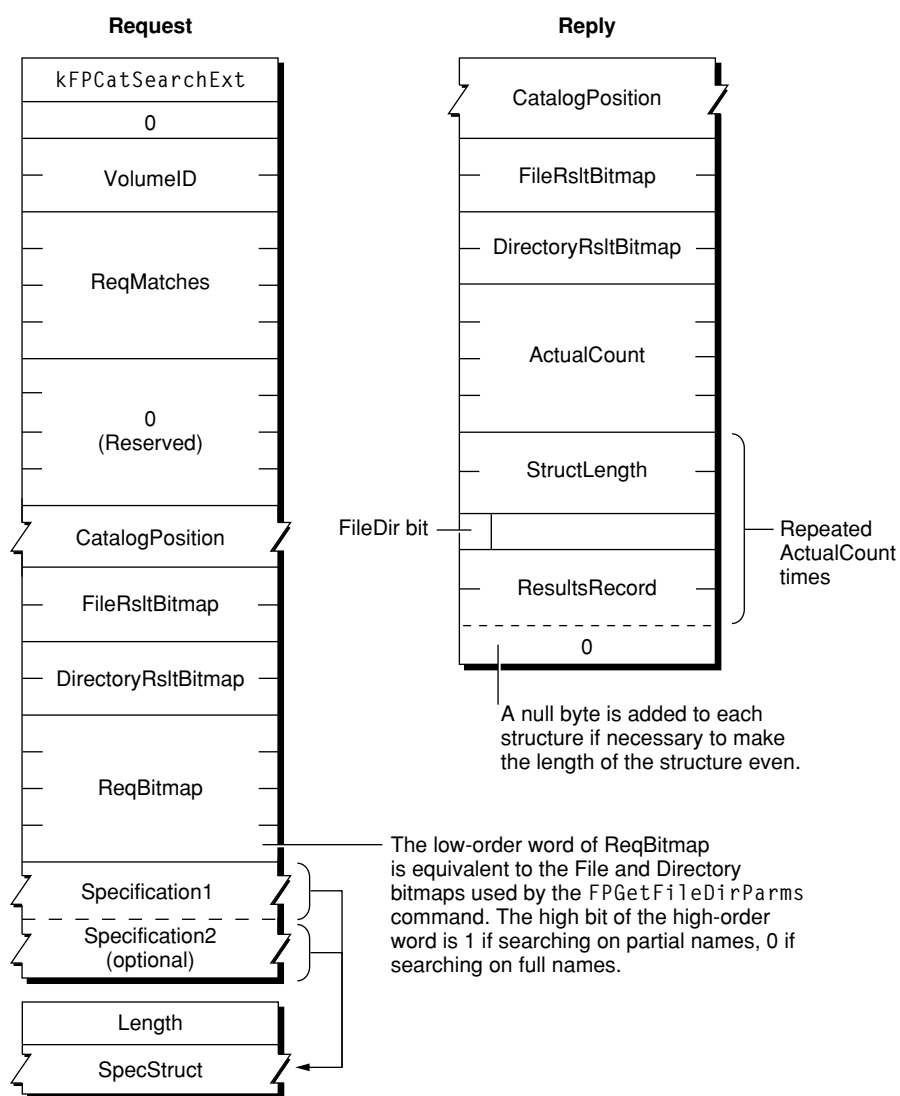 Request
kFPCatSearchExt
0
VolumeID
ReqMatches
0
(Reserved)
CatalogPosition
FileRsltBitmap
DirectoryRsltBitmap
ReqBitmap
Specification1
Specification2
(optional)
Length
SpecStruct
Reply
CatalogPosition
FileRsltBitmap
DirectoryRsltBitmap
ActualCount
StructLength
FileDir bit
ResultsRecord
0
Repeated
ActualCount
times
A null byte is added to each
structure if necessary to make
the length of the structure even.
The low-order word of ReqBitmap
is equivalent to the File and Directory
bitmaps used by the FPGetFileDirParms
command. The high bit of the high-order
word is 1 if searching on partial names, 0 if
searching on full names.